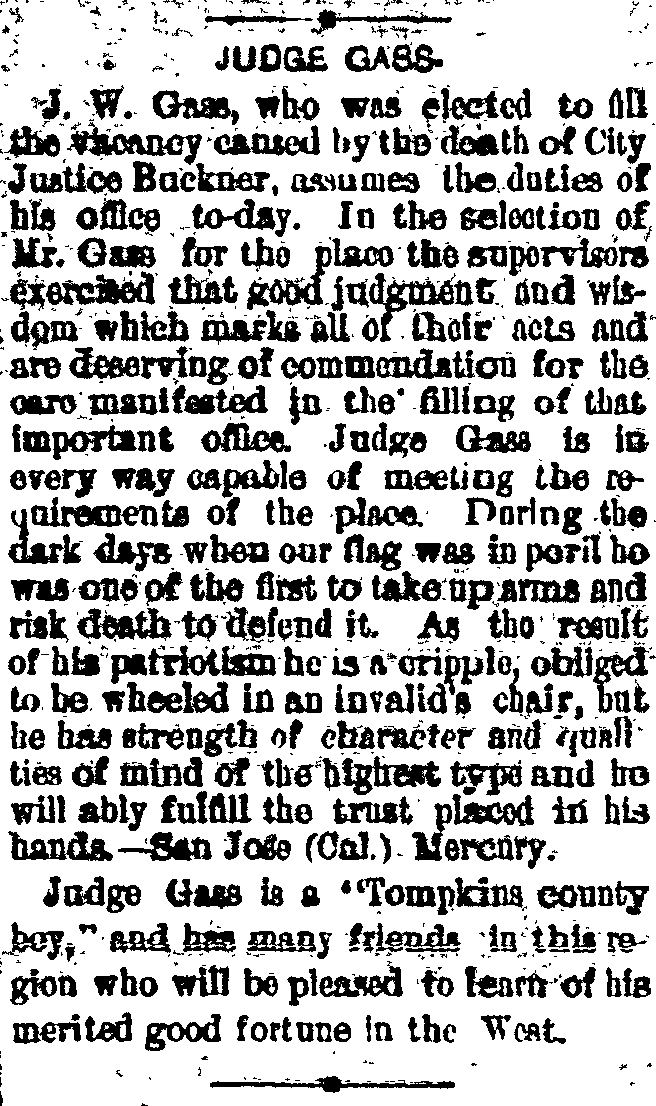 JUDGE GASS.
J. W. Gass, who was elected to fill
the vacancy caused by the death of City
Justice Buckner, assumes the duties of
his office to-day. In the selection of
Mr. Gass for the place the supervisors
exercised that good judgment and wis-
dom which marks all of their acts and
are deserving of commendation for the
care manifested in the filling of that
important office. Judge Gass is in
every way capable of meeting the re-
quirements of the place. During the
dark days when our flag was in peril he
was one of the first to take up arms and
risk death to defend it. As the result
of his patriotism he is a cripple, obliged
to be wheeled in an invalid's chair, but
he has strength of character and quali
ties of mind of the highest type and he
will ably fulfill the trust placed in his
hands.—San Jose (Cal.) Mercury.
Judge Gass is a "Tompkins county
boy," and has many friends in this re-
gion who will be pleased to learn of his
merited good fortune in the West.